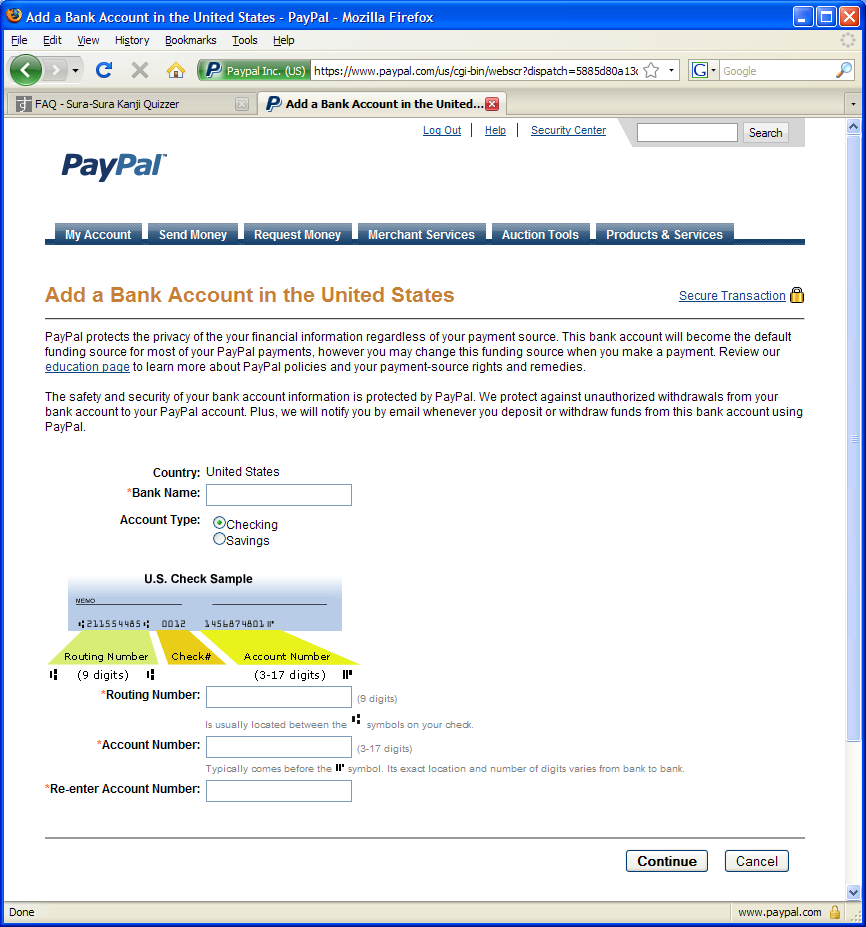 Add a Bank Account in the United States - PayPal - Mozilla Firefox
File Edit View History Bookmarks Tools Help
PayPal Inc. (US) https://www.paypal.com/us/cgi-bin/webscr?dispatch=5885d80a13c Google
FAQ - Sura-Sura Kanji Quizzer Add a Bank Account in the United...
Log Out Help Security Center Search
PayPal™
My Account Send Money Request Money Merchant Services Auction Tools Products & Services
Add a Bank Account in the United States Secure Transaction
PayPal protects the privacy of the your financial information regardless of your payment source. This bank account will become the default
funding source for most of your PayPal payments, however you may change this funding source when you make a payment. Review our
education page to learn more about PayPal policies and your payment-source rights and remedies.
The safety and security of your bank account information is protected by PayPal. We protect against unauthorized withdrawals from your
bank account to your PayPal account. Plus, we will notify you by email whenever you deposit or withdraw funds from this bank account using
PayPal.
Country: United States
*Bank Name:
Account Type: Checking
Savings
U.S. Check Sample
MEMO
⑆211554485⑆ 0012 1456874801⑈
Routing Number Check# Account Number
⑆ (9 digits) ⑆ (3-17 digits) ⑈
*Routing Number: (9 digits)
Is usually located between the ⑆ symbols on your check.
*Account Number: (3-17 digits)
Typically comes before the ⑈ symbol. Its exact location and number of digits varies from bank to bank.
*Re-enter Account Number:
Continue Cancel
Done www.paypal.com